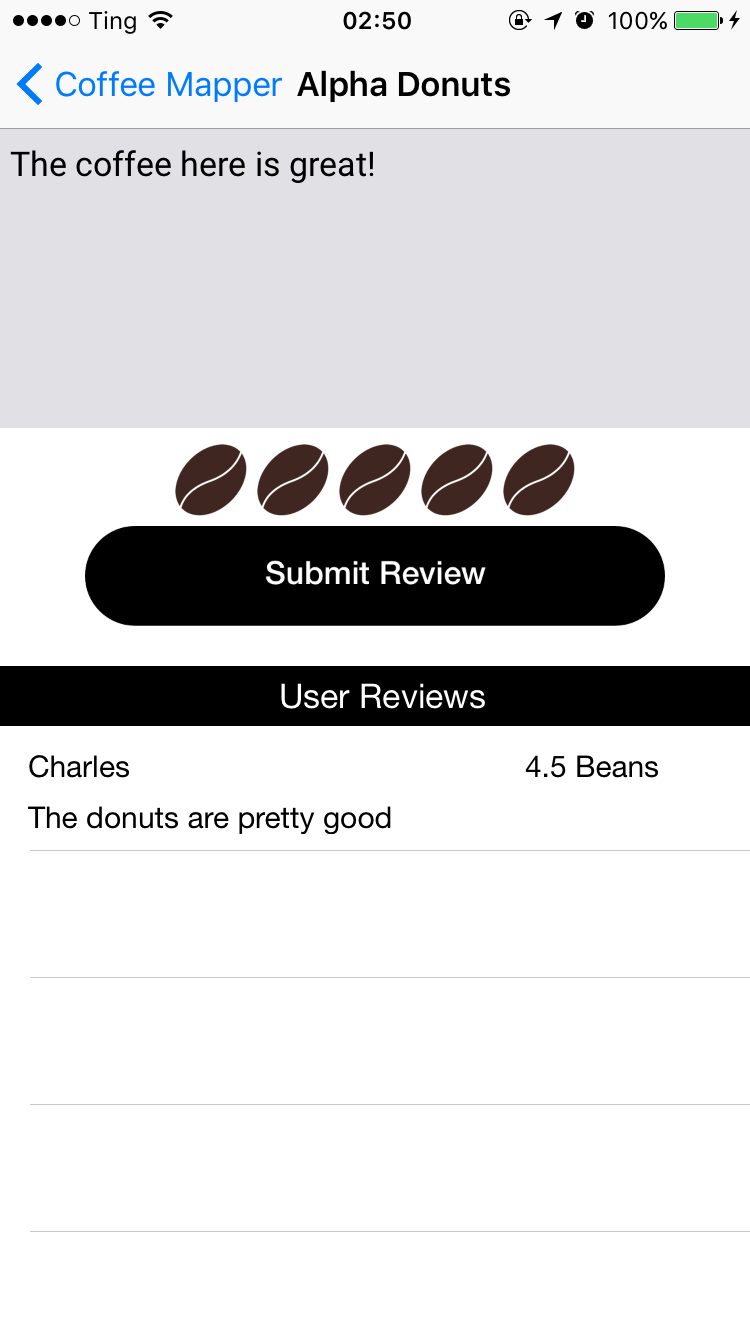 Ting 02:50 100%
Coffee Mapper Alpha Donuts
The coffee here is great!
Submit Review
User Reviews
Charles 4.5 Beans
The donuts are pretty good